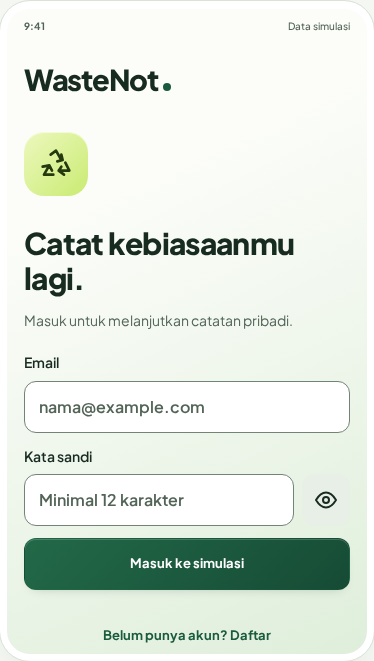 9:41 Data simulasi
WasteNot.
Catat kebiasaanmu
lagi.
Masuk untuk melanjutkan catatan pribadi.
Email
nama@example.com
Kata sandi
Minimal 12 karakter
Masuk ke simulasi
Belum punya akun? Daftar